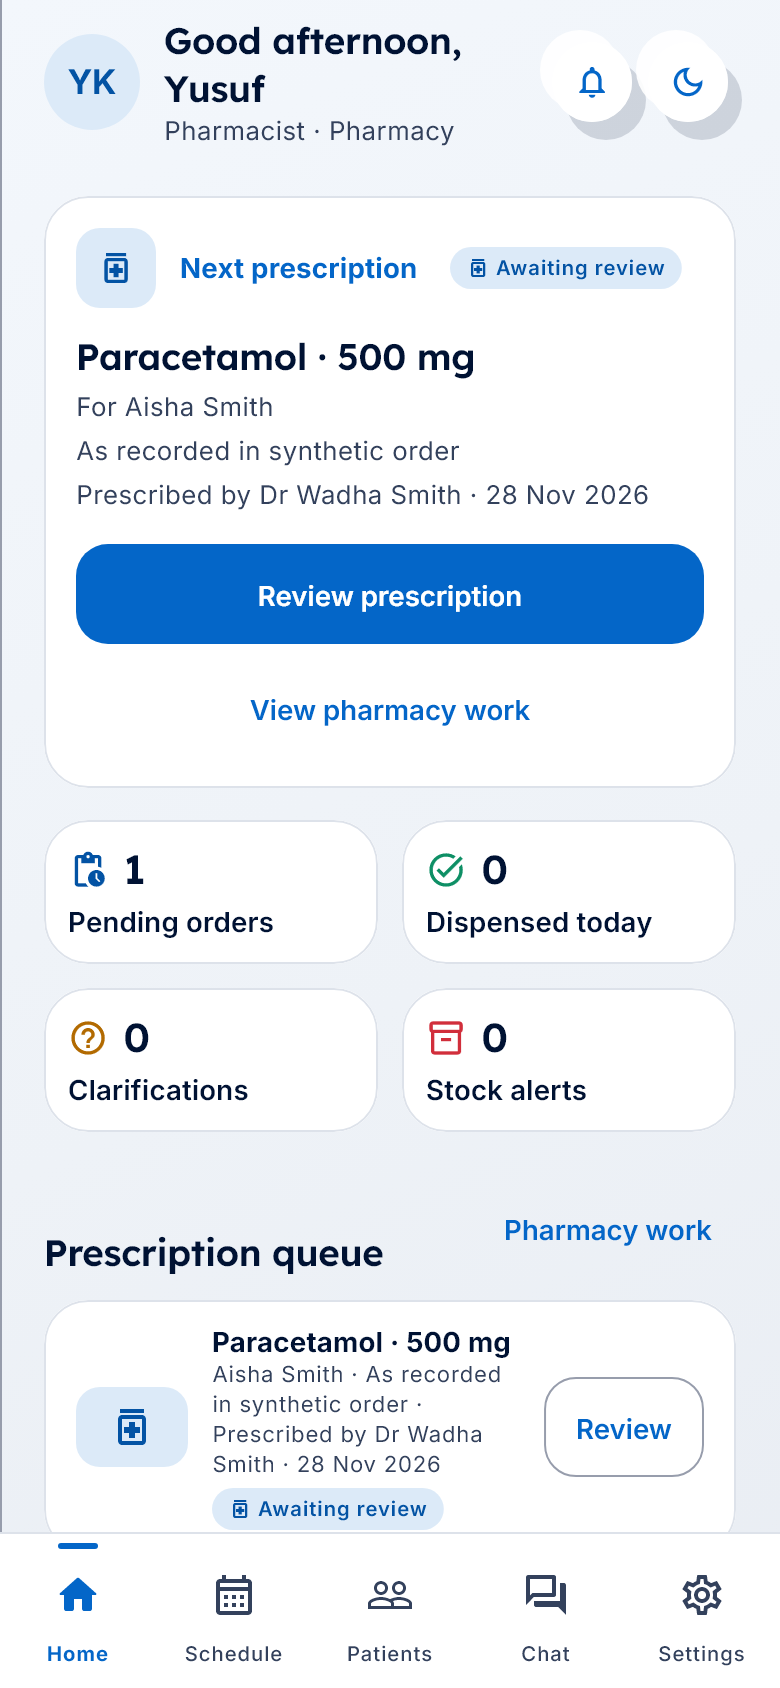 YK
Good afternoon,
Yusuf
Pharmacist · Pharmacy
Next prescription
Awaiting review
Paracetamol · 500 mg
For Aisha Smith
As recorded in synthetic order
Prescribed by Dr Wadha Smith · 28 Nov 2026
Review prescription
View pharmacy work
1
Pending orders
0
Dispensed today
0
Clarifications
0
Stock alerts
Prescription queue
Pharmacy work
Paracetamol · 500 mg
Aisha Smith · As recorded
in synthetic order ·
Prescribed by Dr Wadha
Smith · 28 Nov 2026
Awaiting review
Review
Home
Schedule
Patients
Chat
Settings